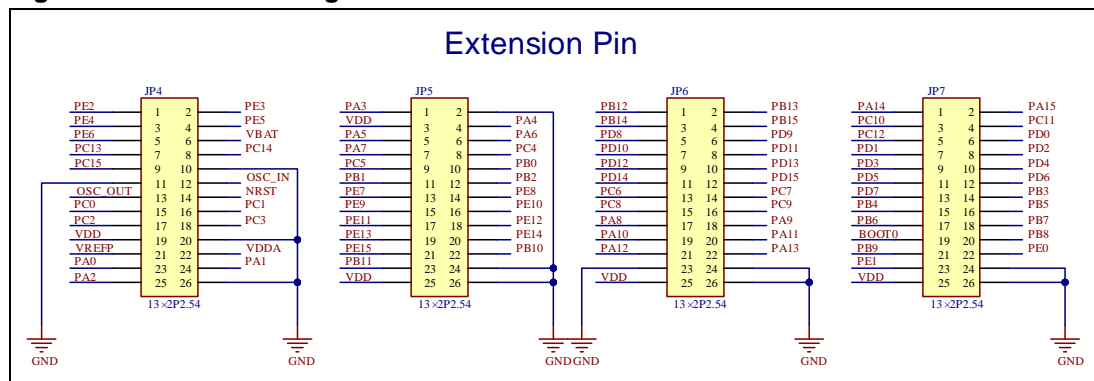 Extension Pin
JP4
PE2 1 2 PE3
PE4 3 4 PE5
PE6 5 6 VBAT
PC13 7 8 PC14
PC15 9 10
11 12 OSC_IN
OSC_OUT 13 14 NRST
PC0 15 16 PC1
PC2 17 18 PC3
VDD 19 20
VREFP 21 22 VDDA
PA0 23 24 PA1
PA2 25 26
13×2P2.54
GND GND
JP5
PA3 1 2
VDD 3 4 PA4
PA5 5 6 PA6
PA7 7 8 PC4
PC5 9 10 PB0
PB1 11 12 PB2
PE7 13 14 PE8
PE9 15 16 PE10
PE11 17 18 PE12
PE13 19 20 PE14
PE15 21 22 PB10
PB11 23 24
VDD 25 26
13×2P2.54
GND
JP6
PB12 1 2 PB13
PB14 3 4 PB15
PD8 5 6 PD9
PD10 7 8 PD11
PD12 9 10 PD13
PD14 11 12 PD15
PC6 13 14 PC7
PC8 15 16 PC9
PA8 17 18 PA9
PA10 19 20 PA11
PA12 21 22 PA13
23 24
VDD 25 26
13×2P2.54
GND GND
JP7
PA14 1 2 PA15
PC10 3 4 PC11
PC12 5 6 PD0
PD1 7 8 PD2
PD3 9 10 PD4
PD5 11 12 PD6
PD7 13 14 PB3
PB4 15 16 PB5
PB6 17 18 PB7
BOOT0 19 20 PB8
PB9 21 22 PE0
PE1 23 24
VDD 25 26
13×2P2.54
GND